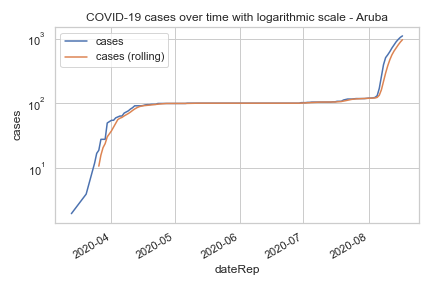 COVID-19 cases over time with logarithmic scale - Aruba
cases
cases (rolling)
10³
10²
10¹
cases
2020-04
2020-05
2020-06
2020-07
2020-08
dateRep